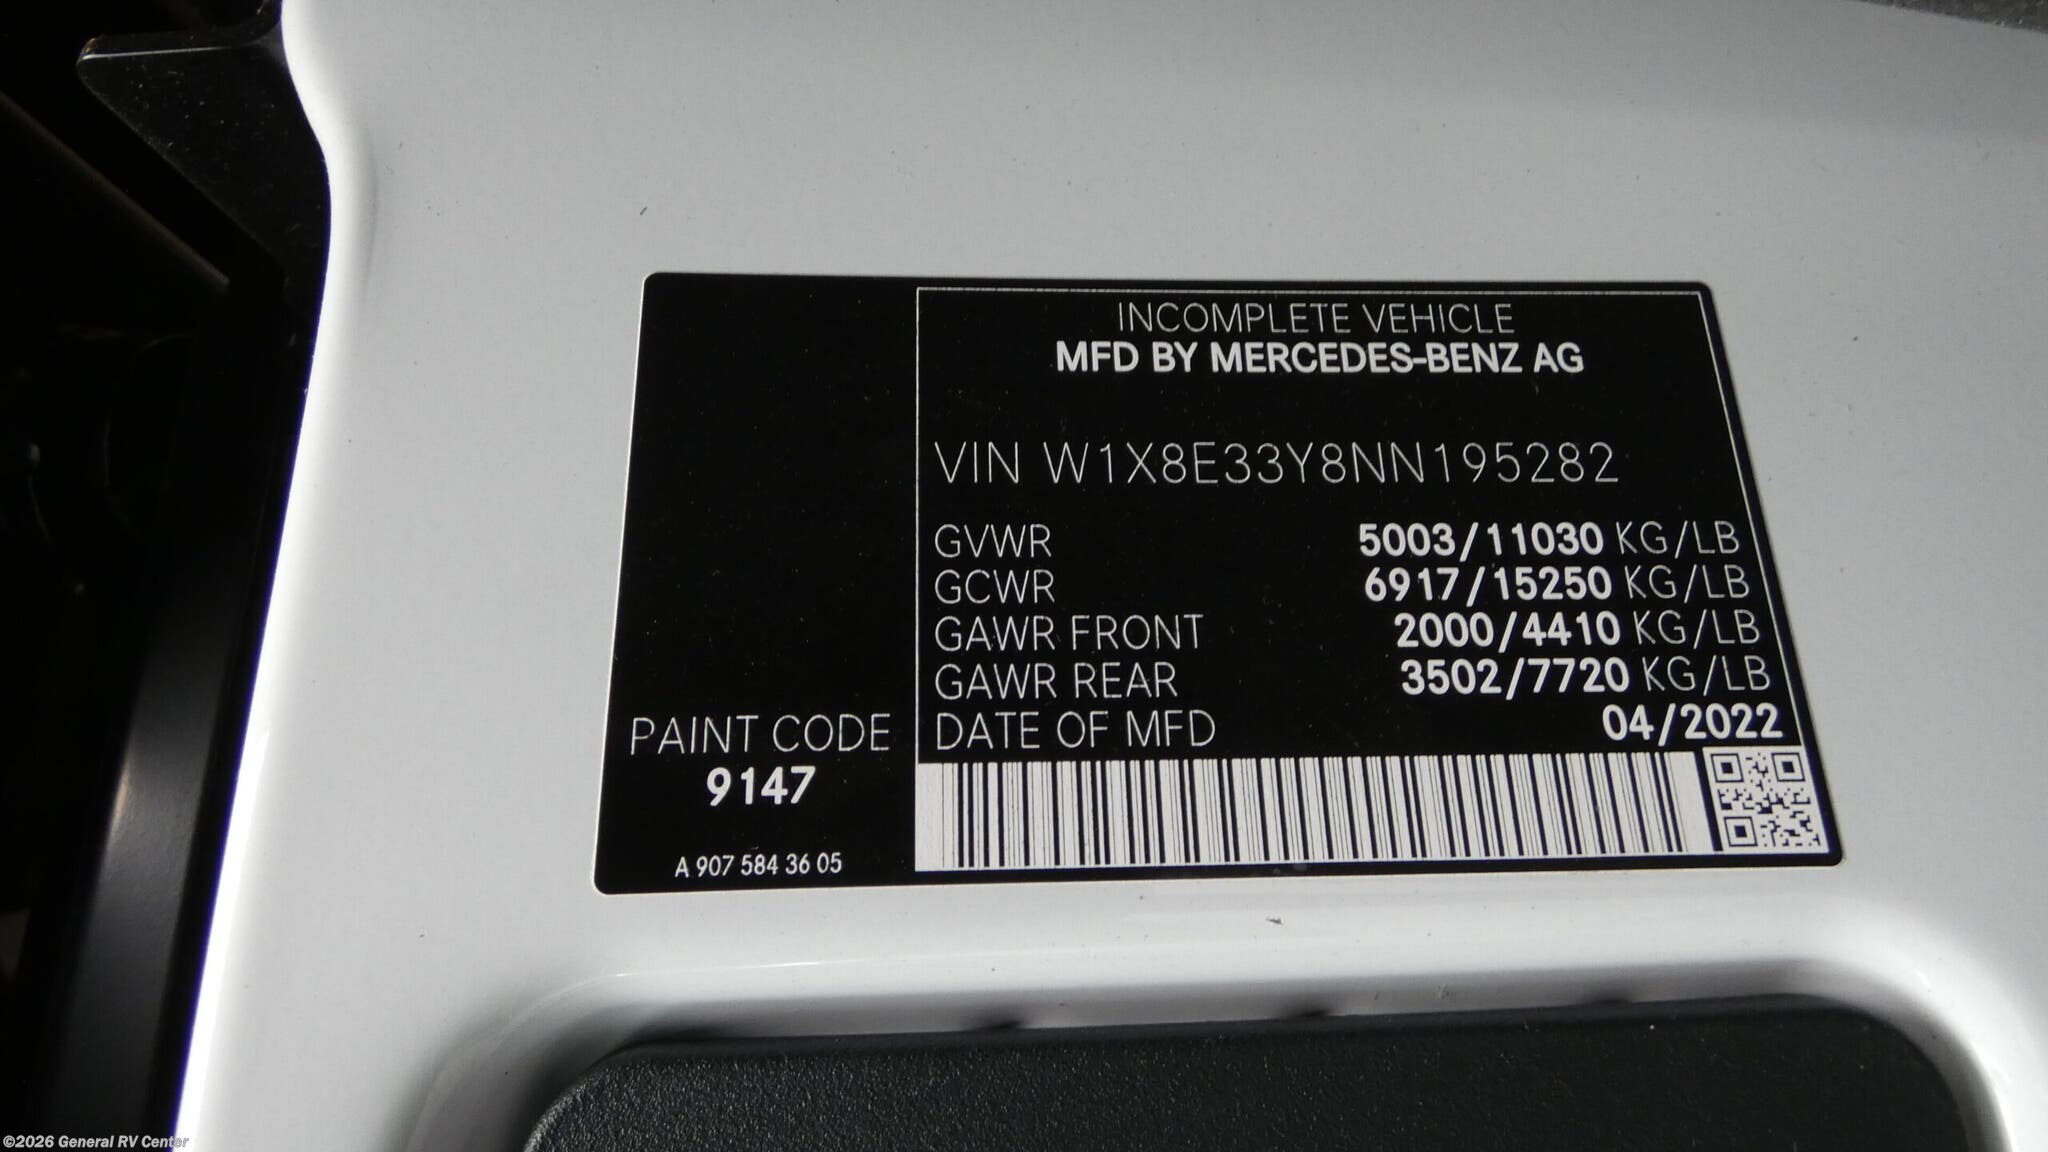 INCOMPLETE VEHICLE
MFD BY MERCEDES-BENZ AG
VIN W1X8E33Y8NN195282
GVWR 5003/11030 KG/LB
GCWR 6917/15250 KG/LB
GAWR FRONT 2000/4410 KG/LB
GAWR REAR 3502/7720 KG/LB
DATE OF MFD 04/2022
PAINT CODE
9147
A 907 584 36 05
©2026 General RV Center